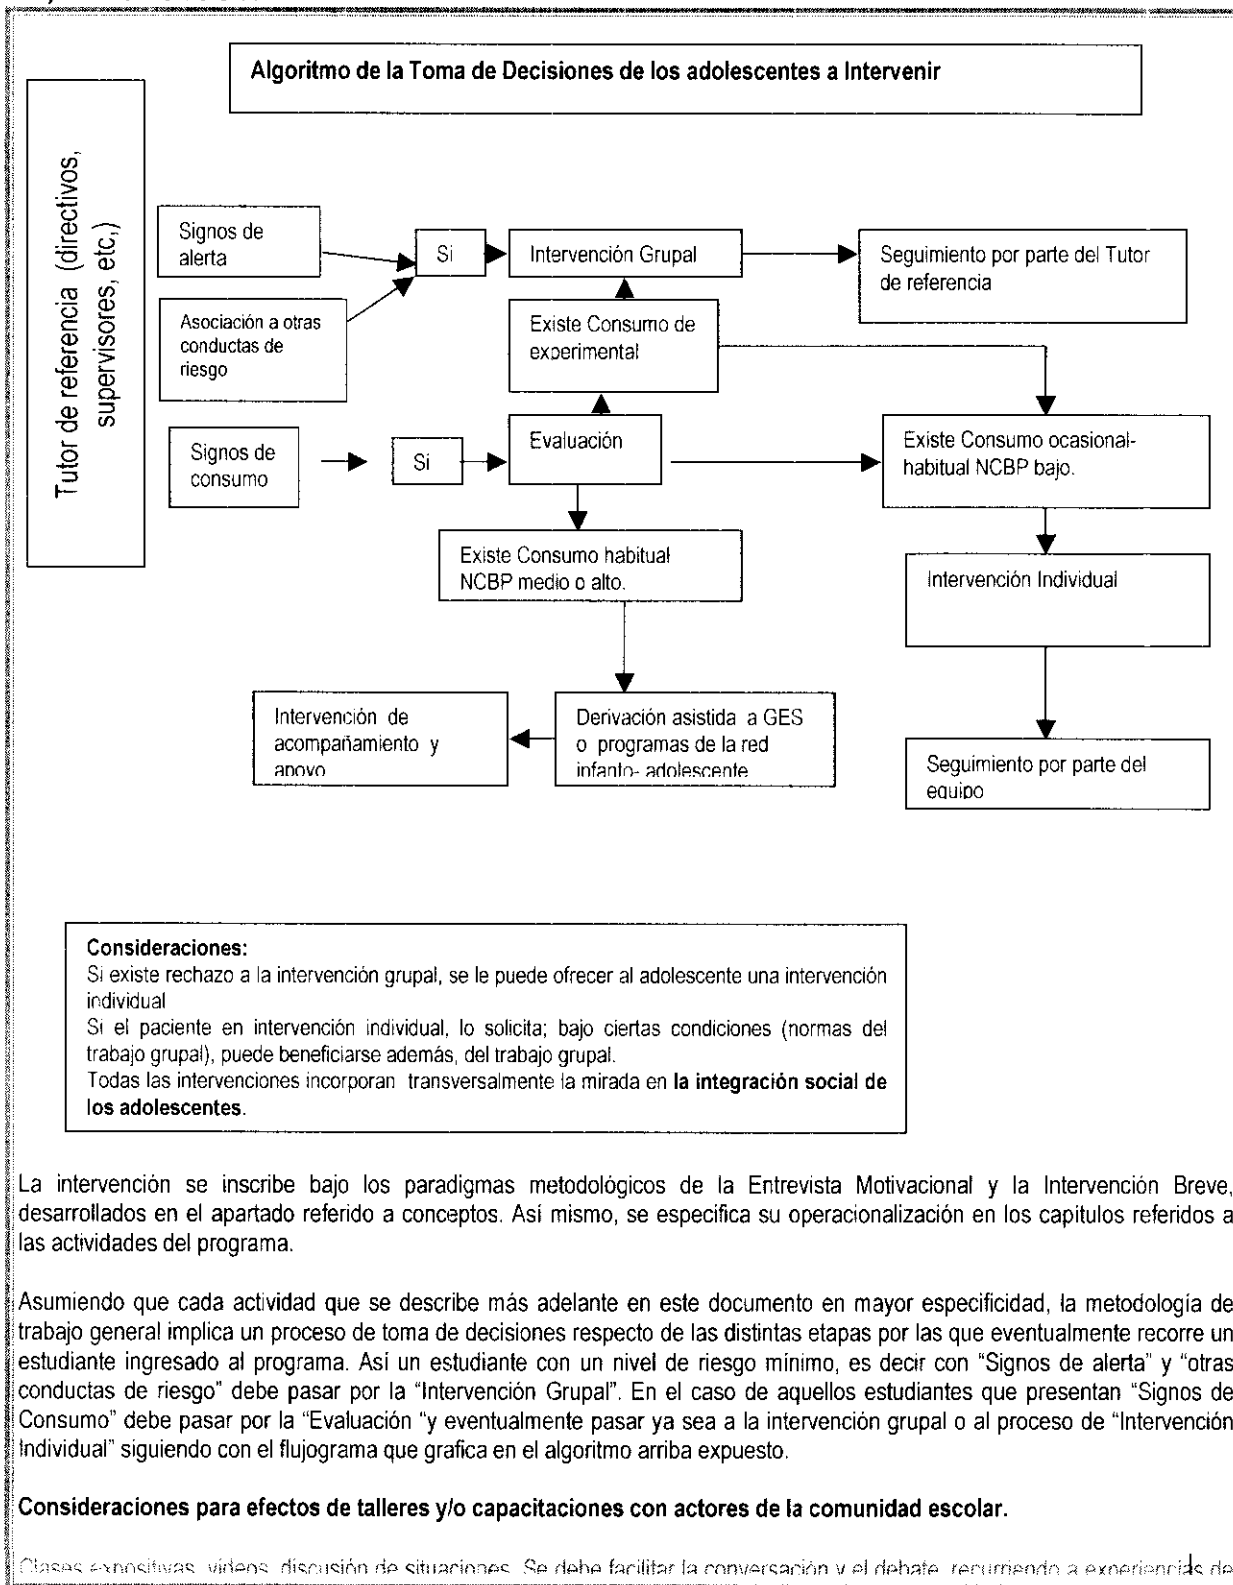 Algoritmo de la Toma de Decisiones de los adolescentes a Intervenir
Tutor de referencia (directivos,
supervisores, etc,)
Signos de
alerta
Si
Intervención Grupal
Seguimiento por parte del Tutor
de referencia
Asociación a otras
conductas de
riesgo
Existe Consumo de
experimental
Signos de
consumo
Si
Evaluación
Existe Consumo ocasional-
habitual NCBP bajo.
Existe Consumo habitual
NCBP medio o alto.
Intervención Individual
Intervención de
acompañamiento y
apoyo
Derivación asistida a GES
o programas de la red
infanto- adolescente
Seguimiento por parte del
equipo
Consideraciones:
Si existe rechazo a la intervención grupal, se le puede ofrecer al adolescente una intervención
individual
Si el paciente en intervención individual, lo solicita; bajo ciertas condiciones (normas del
trabajo grupal), puede beneficiarse además, del trabajo grupal.
Todas las intervenciones incorporan transversalmente la mirada en la integración social de
los adolescentes.
La intervención se inscribe bajo los paradigmas metodológicos de la Entrevista Motivacional y la Intervención Breve,
desarrollados en el apartado referido a conceptos. Así mismo, se especifica su operacionalización en los capitulos referidos a
las actividades del programa.
Asumiendo que cada actividad que se describe más adelante en este documento en mayor especificidad, la metodología de
trabajo general implica un proceso de toma de decisiones respecto de las distintas etapas por las que eventualmente recorre un
estudiante ingresado al programa. Así un estudiante con un nivel de riesgo mínimo, es decir con “Signos de alerta” y “otras
conductas de riesgo” debe pasar por la “Intervención Grupal”. En el caso de aquellos estudiantes que presentan “Signos de
Consumo” debe pasar por la “Evaluación “y eventualmente pasar ya sea a la intervención grupal o al proceso de “Intervención
Individual” siguiendo con el flujograma que grafica en el algoritmo arriba expuesto.
Consideraciones para efectos de talleres y/o capacitaciones con actores de la comunidad escolar.
Clases expositivas, videos, discusión de situaciones. Se debe facilitar la conversación y el debate, recurriendo a experiencias de